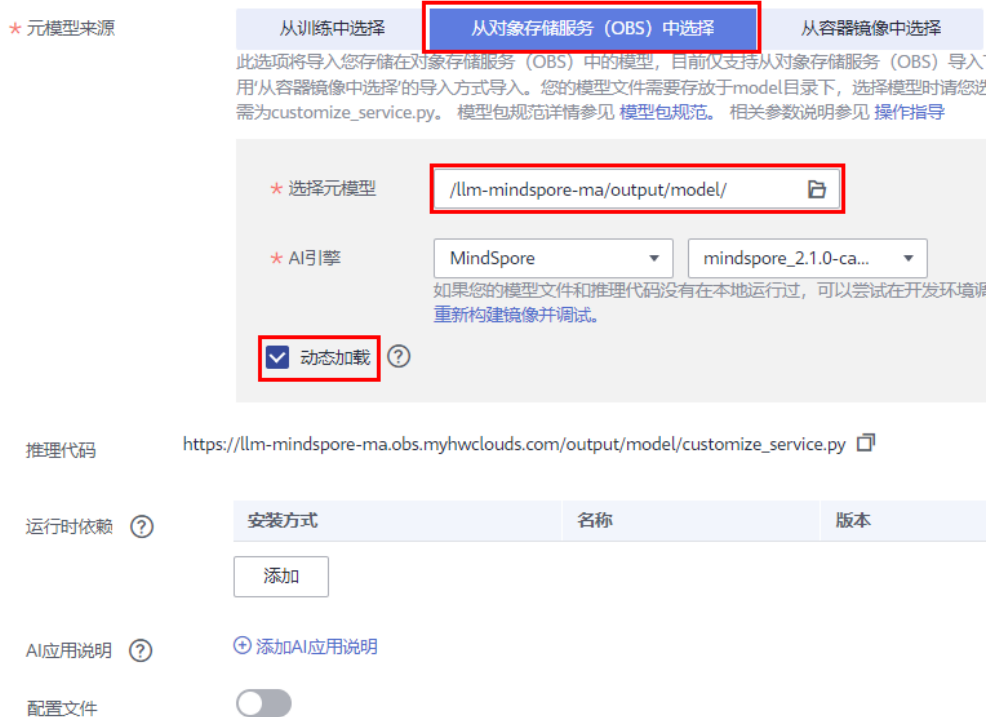 * 元模型来源
从训练中选择 从对象存储服务（OBS）中选择 从容器镜像中选择
此选项将导入您存储在对象存储服务（OBS）中的模型，目前仅支持从对象存储服务（OBS）导入
用‘从容器镜像中选择’的导入方式导入。您的模型文件需要存放于model目录下，选择模型时请您选
需为customize_service.py。 模型包规范详情参见 模型包规范。 相关参数说明参见 操作指导
* 选择元模型 /llm-mindspore-ma/output/model/
* AI引擎 MindSpore mindspore_2.1.0-ca...
如果您的模型文件和推理代码没有在本地运行过，可以尝试在开发环境调
重新构建镜像并调试。
动态加载 ?
推理代码 https://llm-mindspore-ma.obs.myhwclouds.com/output/model/customize_service.py
运行时依赖 ? 安装方式 名称 版本
添加
AI应用说明 ? 添加AI应用说明
配置文件